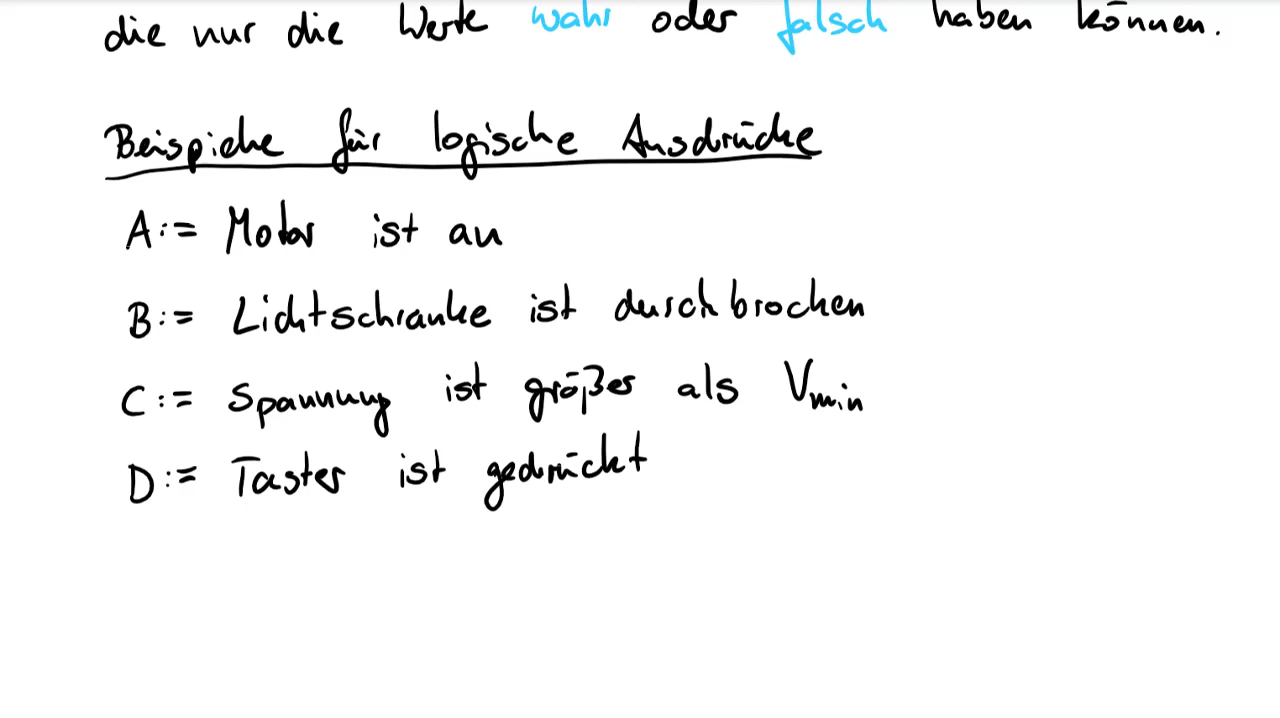 die nur die Werte wahr oder falsch haben können.
Beispiele für logische Ausdrücke
A := Motor ist an
B := Lichtschranke ist durchbrochen
C := Spannung ist größer als Vmin
D := Taster ist gedrückt